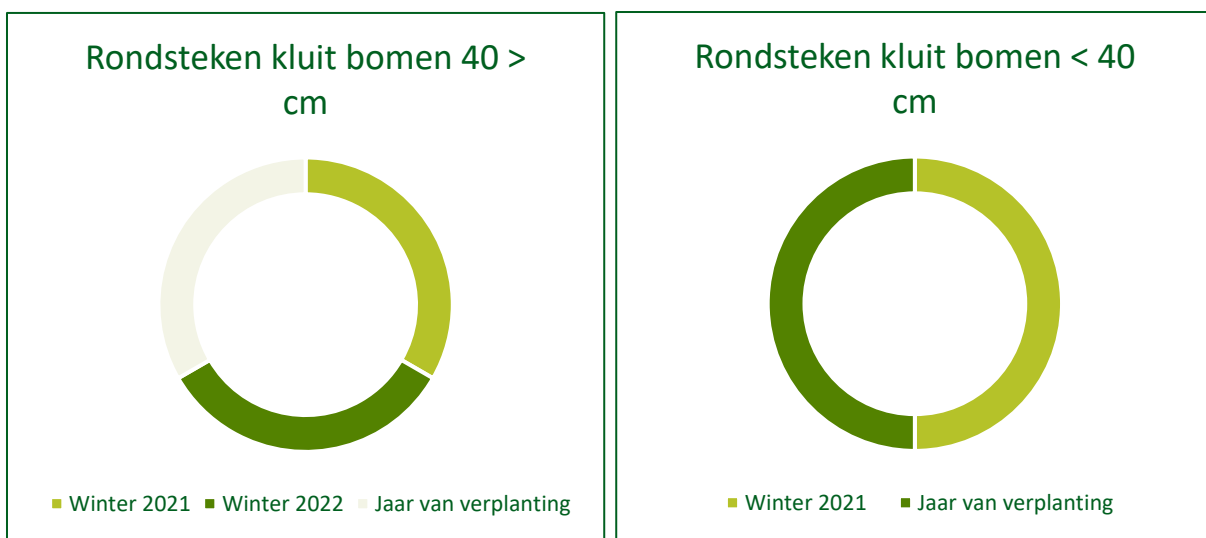 Rondsteken kluit bomen 40 >
cm
Winter 2021 Winter 2022 Jaar van verplanting
Rondsteken kluit bomen < 40
cm
Winter 2021 Jaar van verplanting